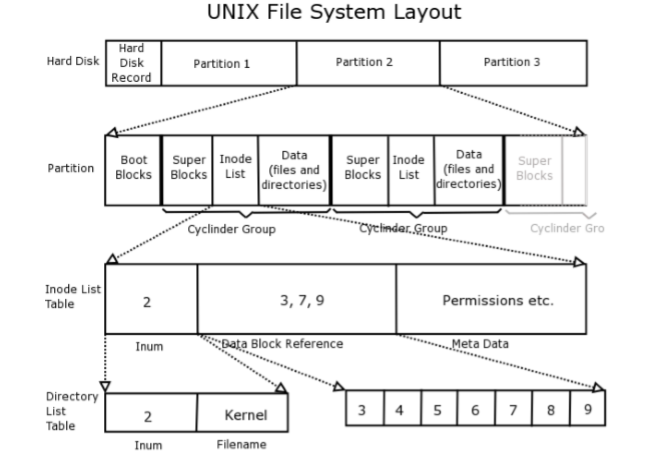 UNIX File System Layout
Hard Disk
Hard
Disk
Record
Partition 1
Partition 2
Partition 3
Partition
Boot
Blocks
Super
Blocks
Inode
List
Data
(files and
directories)
Super
Blocks
Inode
List
Data
(files and
directories)
Super
Blocks
Cyclinder Group
Cyclinder Group
Cyclinder Gro
Inode List
Table
2
3, 7, 9
Permissions etc.
Inum
Data Block Reference
Meta Data
Directory
List
Table
2
Kernel
3 4 5 6 7 8 9
Inum
Filename